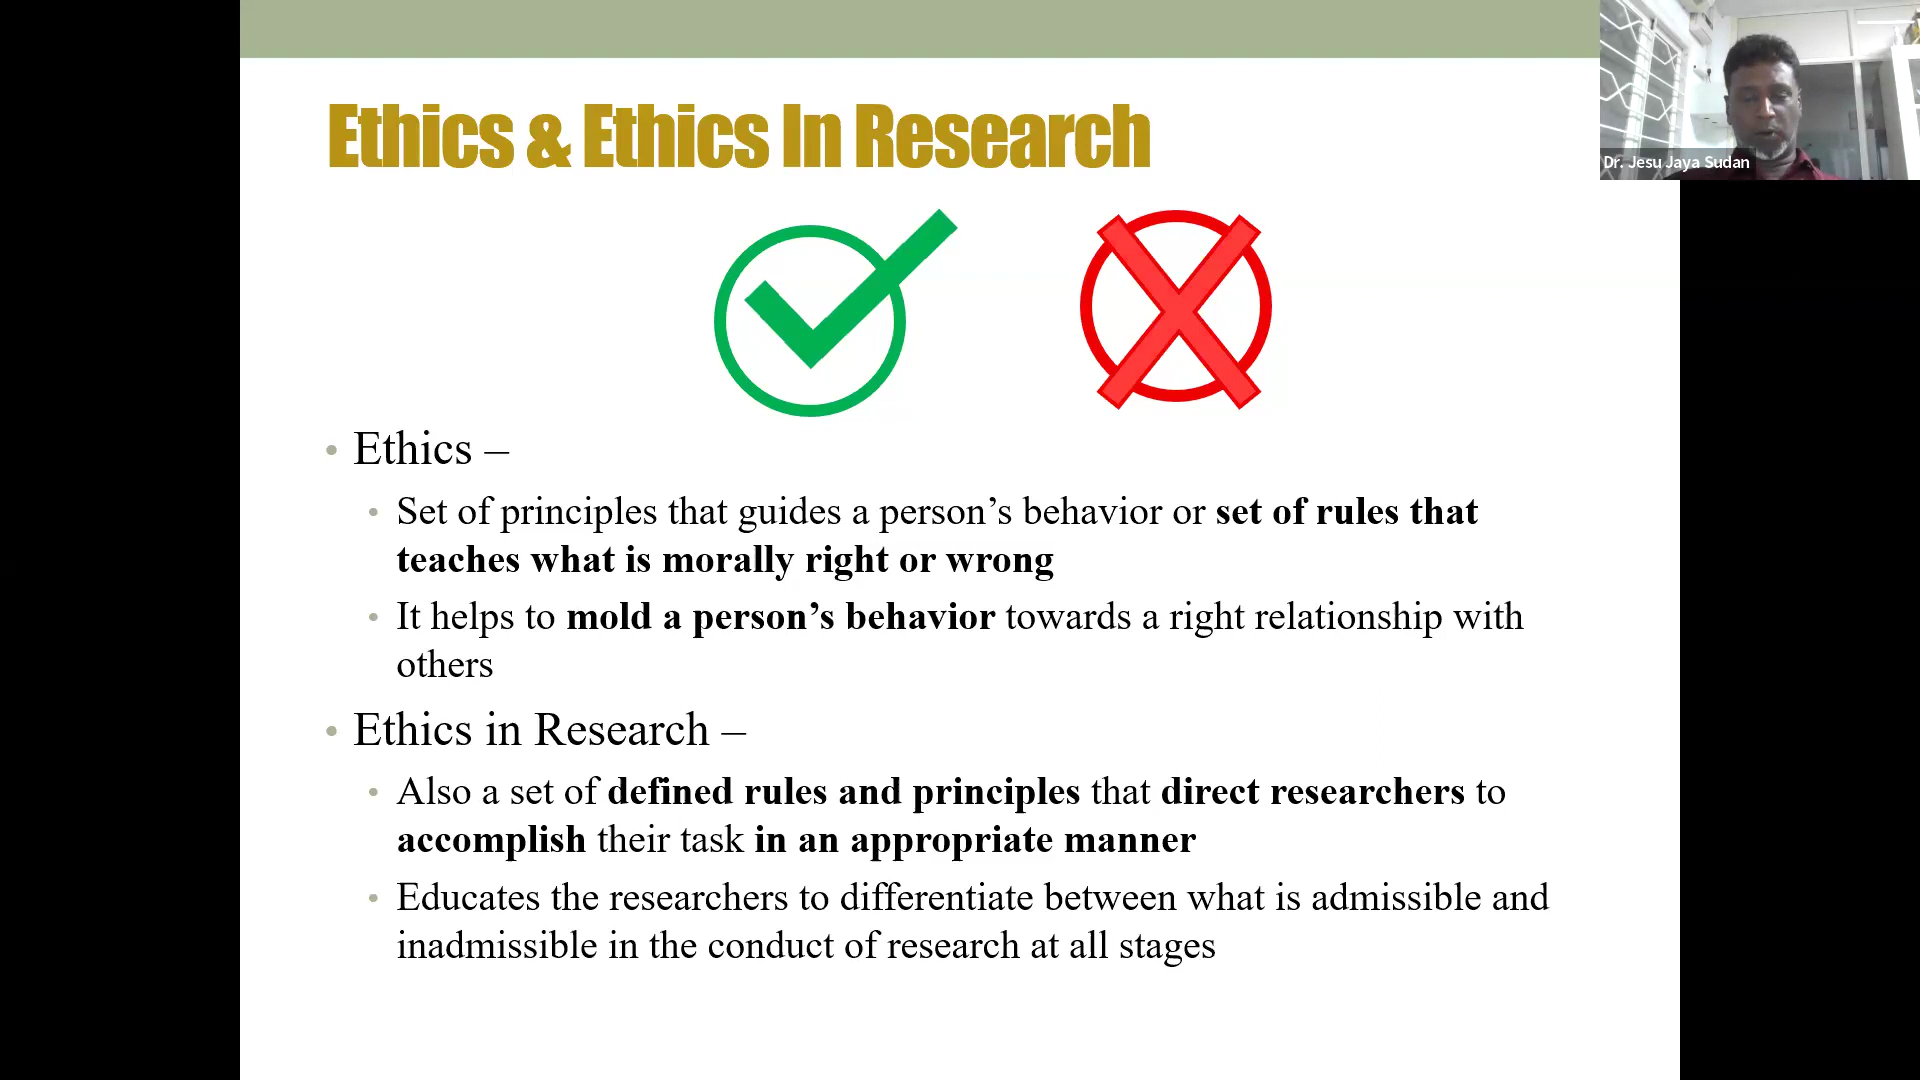 Ethics & Ethics In Research
Dr. Jesu Jaya Sudan
• Ethics –
• Set of principles that guides a person’s behavior or set of rules that
teaches what is morally right or wrong
• It helps to mold a person’s behavior towards a right relationship with
others
• Ethics in Research –
• Also a set of defined rules and principles that direct researchers to
accomplish their task in an appropriate manner
• Educates the researchers to differentiate between what is admissible and
inadmissible in the conduct of research at all stages